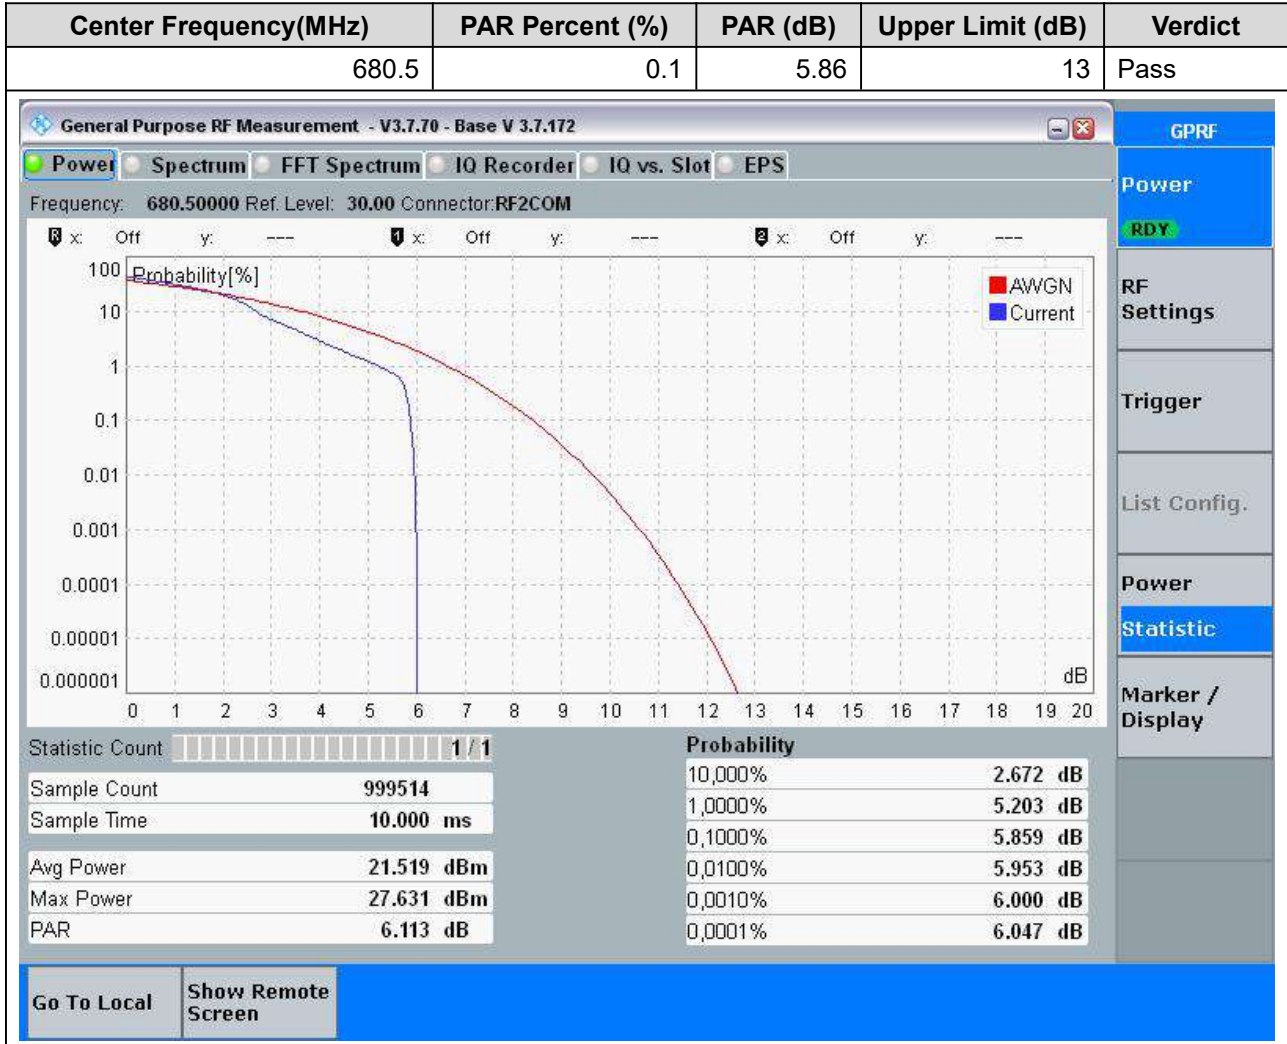 Center Frequency(MHz) PAR Percent (%) PAR (dB) Upper Limit (dB) Verdict
680.5 0.1 5.86 13 Pass
General Purpose RF Measurement - V3.7.70 - Base V 3.7.172
GPRF
Power Spectrum FFT Spectrum IQ Recorder IQ vs. Slot EPS
Frequency: 680.50000 Ref. Level: 30.00 Connector:RF2COM
R x: Off y: --- 1 x: Off y: --- 2 x: Off y: ---
Probability[%]
AWGN
Current
100
10
1
0.1
0.01
0.001
0.0001
0.00001
0.000001
dB
0 1 2 3 4 5 6 7 8 9 10 11 12 13 14 15 16 17 18 19 20
Statistic Count 1 / 1
Sample Count 999514
Sample Time 10.000 ms
Avg Power 21.519 dBm
Max Power 27.631 dBm
PAR 6.113 dB
Probability
10,000% 2.672 dB
1,0000% 5.203 dB
0,1000% 5.859 dB
0,0100% 5.953 dB
0,0010% 6.000 dB
0,0001% 6.047 dB
Power
RDY
RF
Settings
Trigger
List Config.
Power
Statistic
Marker /
Display
Go To Local
Show Remote
Screen